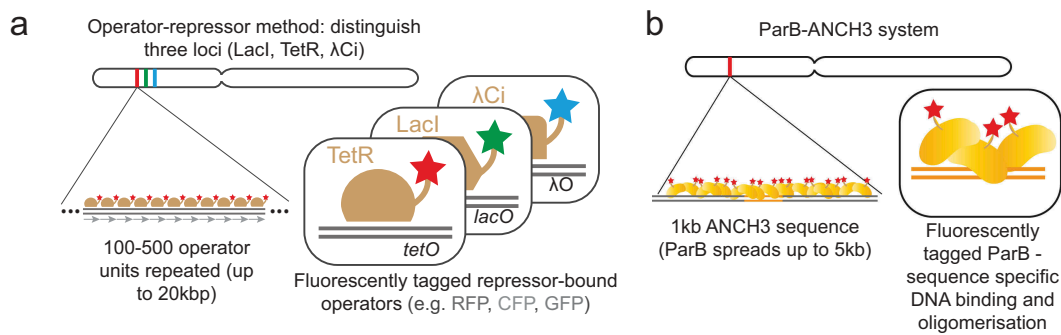 a
Operator-repressor method: distinguish
three loci (LacI, TetR, λCi)
λCi
LacI
TetR
λO
lacO
tetO
100-500 operator
units repeated (up
to 20kbp)
Fluorescently tagged repressor-bound
operators (e.g. RFP, CFP, GFP)
b
ParB-ANCH3 system
1kb ANCH3 sequence
(ParB spreads up to 5kb)
Fluorescently
tagged ParB -
sequence specific
DNA binding and
oligomerisation